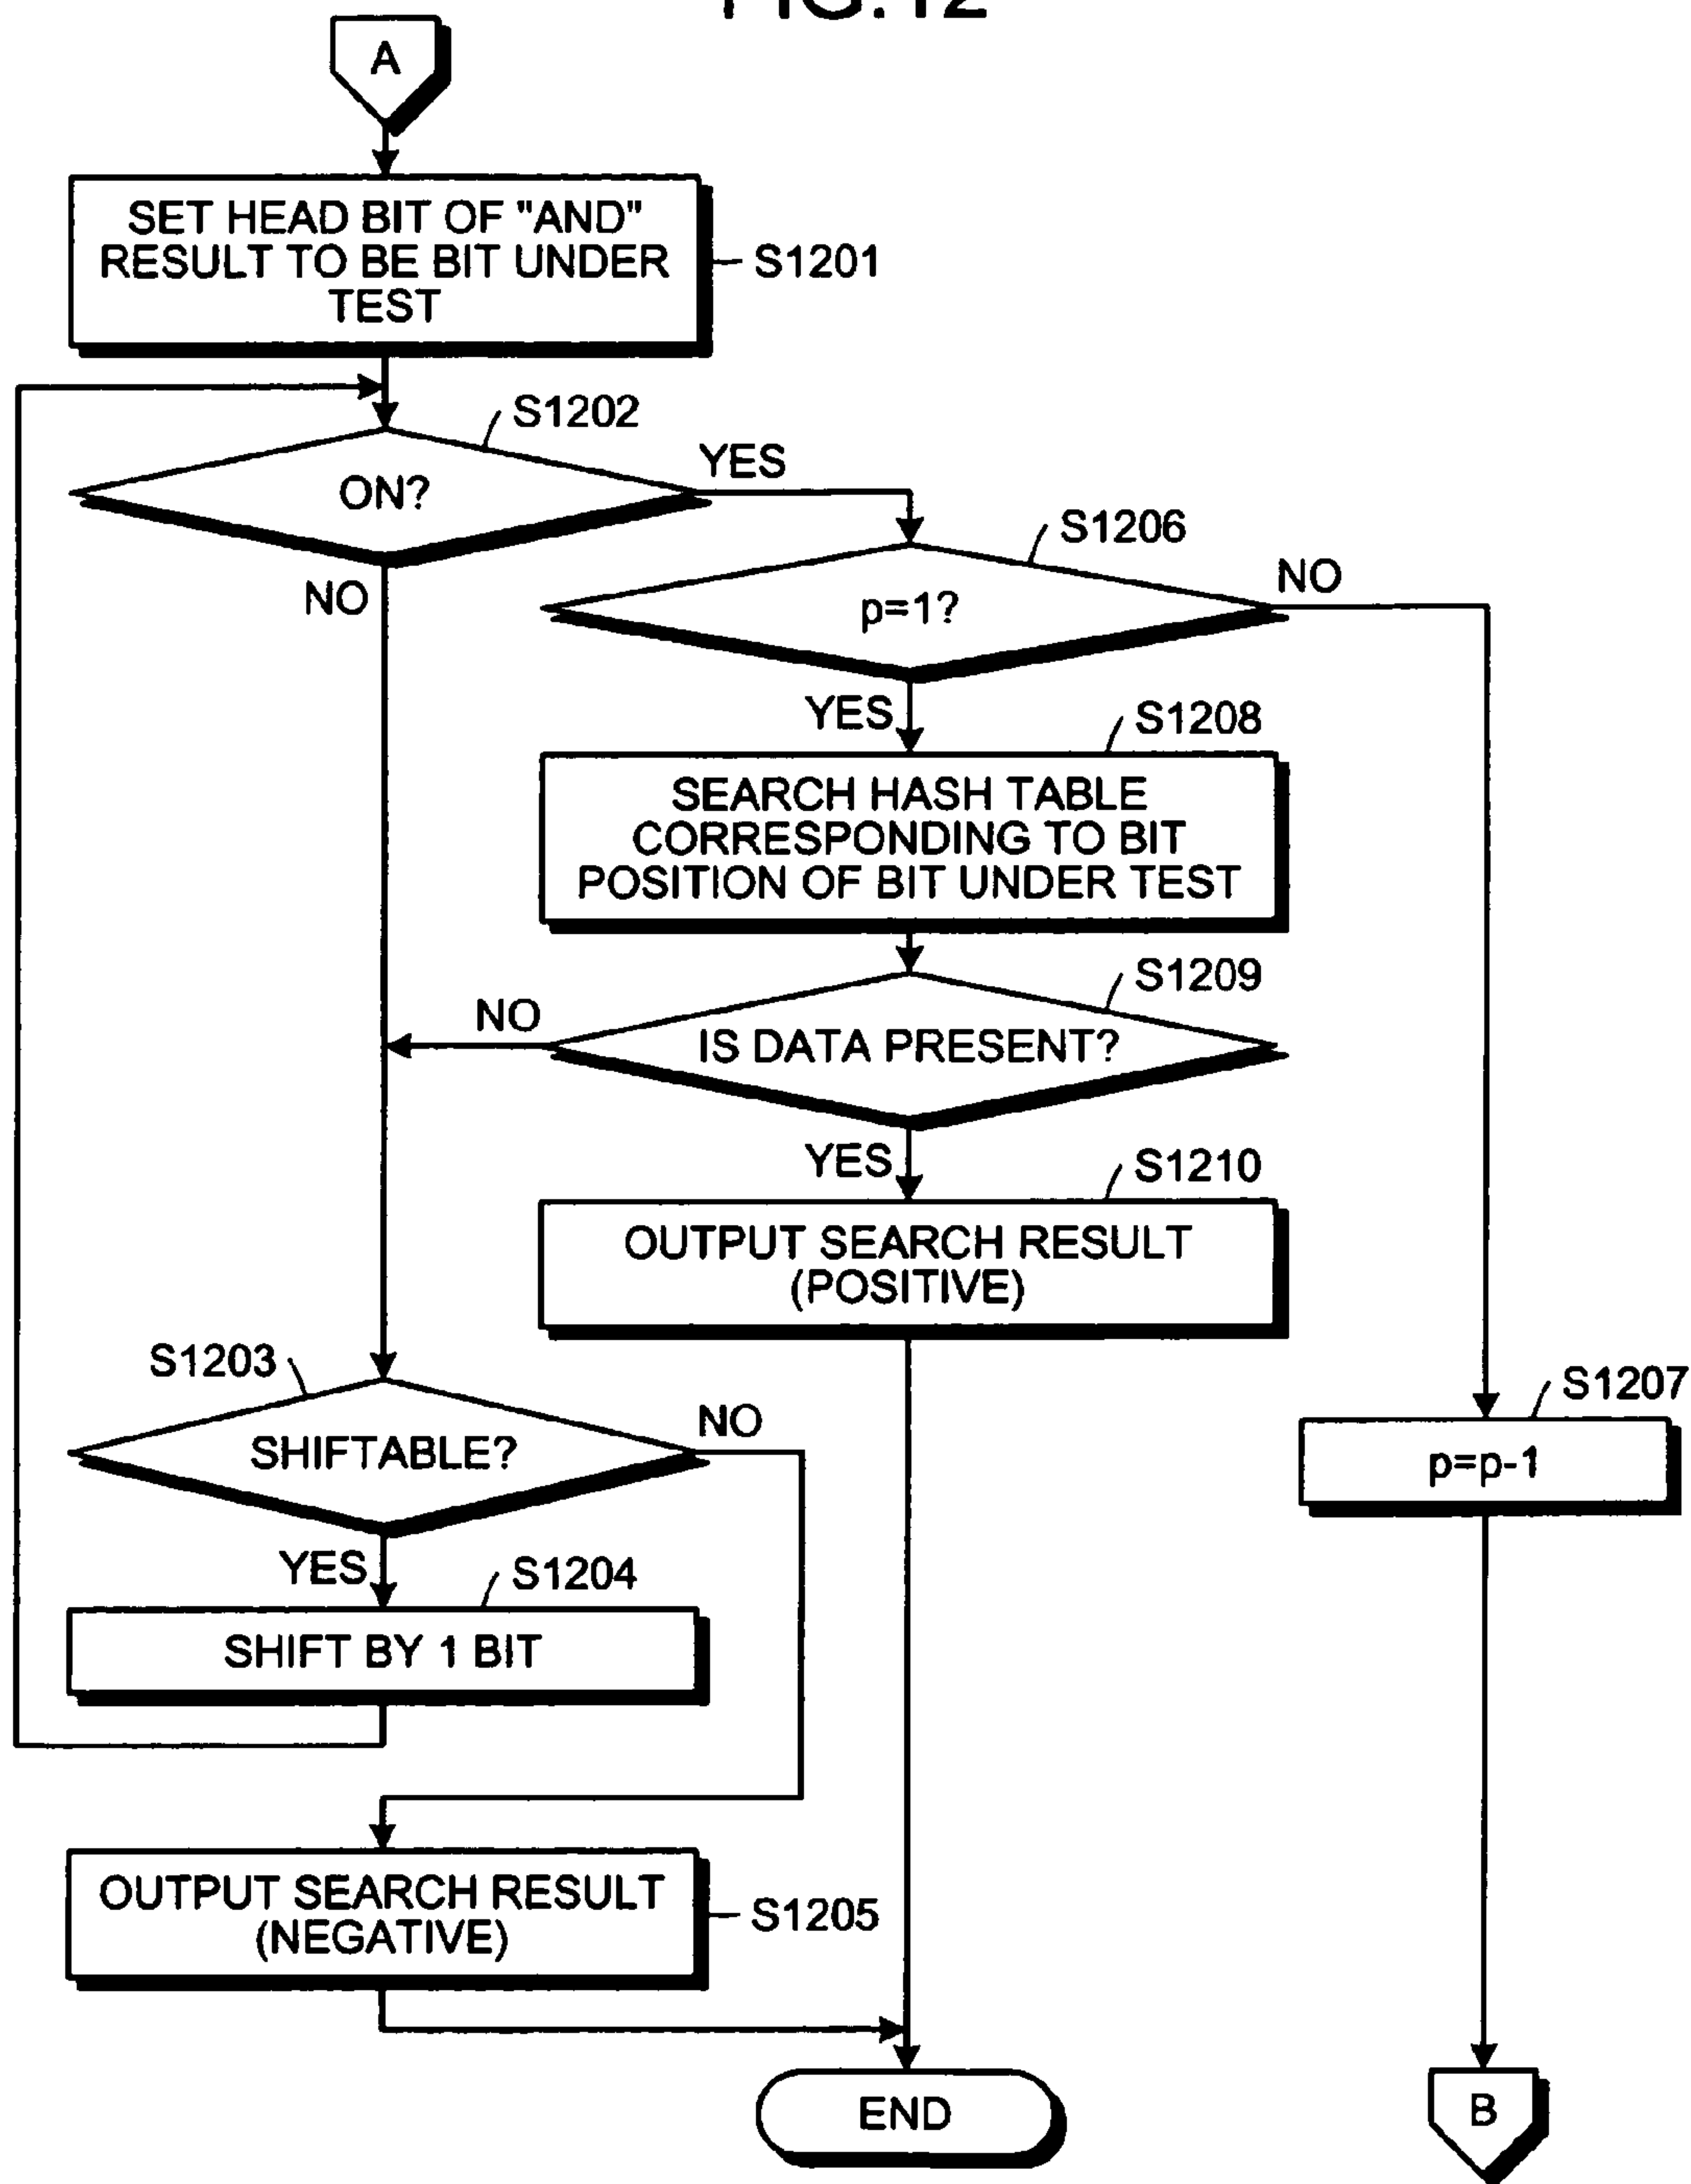 FIG.12
A
SET HEAD BIT OF "AND"
RESULT TO BE BIT UNDER
TEST
S1201
S1202
ON?
YES
NO
S1206
p=1?
NO
YES
S1208
SEARCH HASH TABLE
CORRESPONDING TO BIT
POSITION OF BIT UNDER TEST
S1209
IS DATA PRESENT?
NO
YES
S1210
OUTPUT SEARCH RESULT
(POSITIVE)
S1203
SHIFTABLE?
NO
YES
S1207
p=p-1
S1204
SHIFT BY 1 BIT
OUTPUT SEARCH RESULT
(NEGATIVE)
S1205
END
B